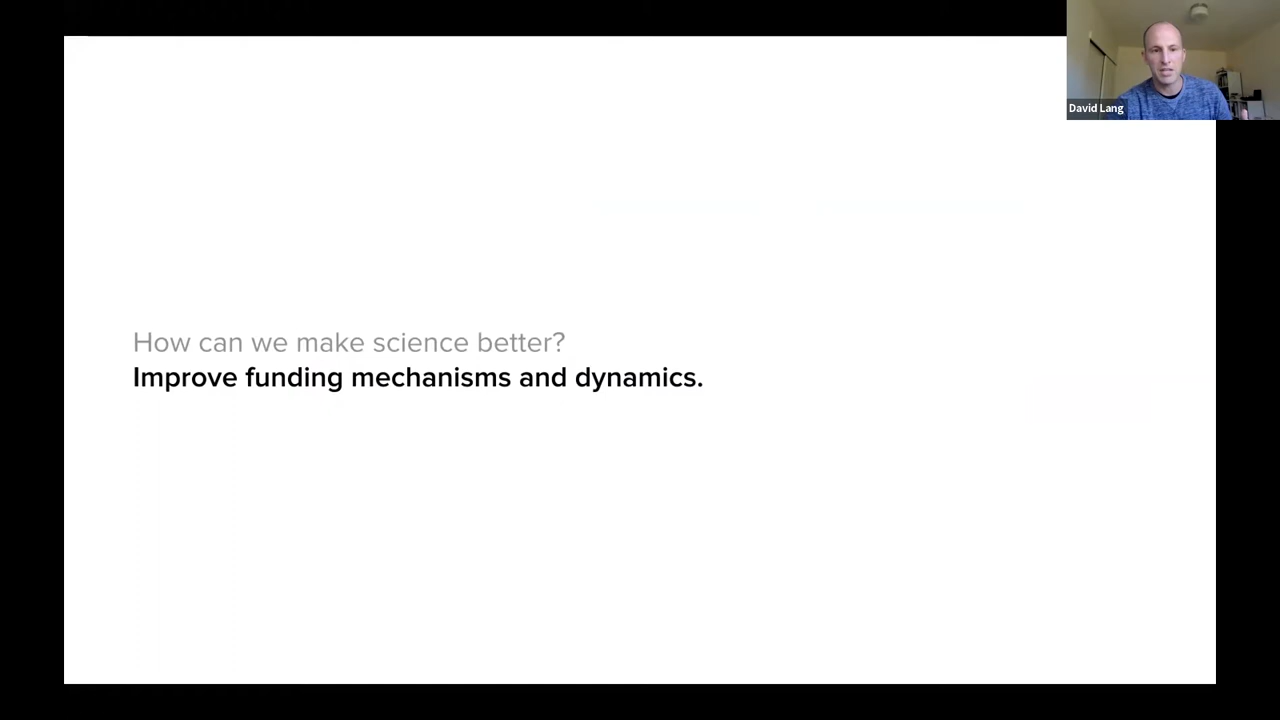 David Lang
How can we make science better?
Improve funding mechanisms and dynamics.